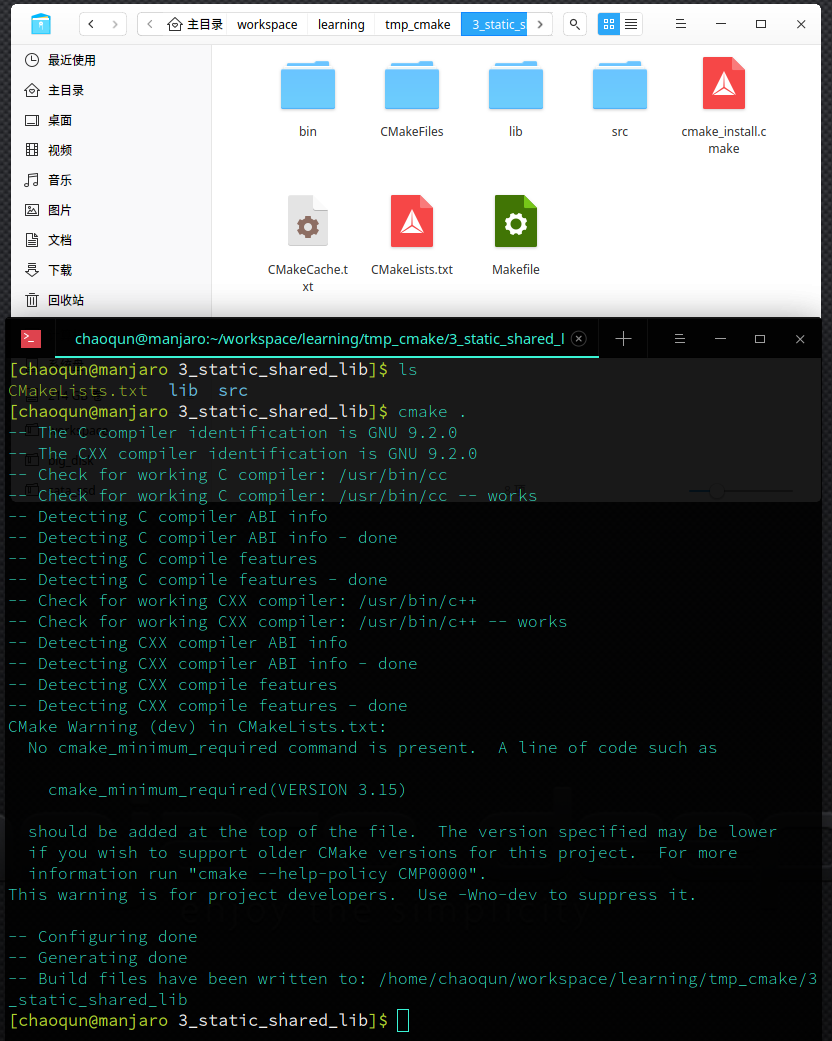 主目录 workspace learning tmp_cmake 3_static_s
最近使用
主目录
桌面
视频
音乐
图片
文档
下载
回收站
bin CMakeFiles lib src cmake_install.c
make
CMakeCache.t CMakeLists.txt Makefile
xt
chaoqun@manjaro:~/workspace/learning/tmp_cmake/3_static_shared_l
[chaoqun@manjaro 3_static_shared_lib]$ ls
CMakeLists.txt lib src
[chaoqun@manjaro 3_static_shared_lib]$ cmake .
-- The C compiler identification is GNU 9.2.0
-- The CXX compiler identification is GNU 9.2.0
-- Check for working C compiler: /usr/bin/cc
-- Check for working C compiler: /usr/bin/cc -- works
-- Detecting C compiler ABI info
-- Detecting C compiler ABI info - done
-- Detecting C compile features
-- Detecting C compile features - done
-- Check for working CXX compiler: /usr/bin/c++
-- Check for working CXX compiler: /usr/bin/c++ -- works
-- Detecting CXX compiler ABI info
-- Detecting CXX compiler ABI info - done
-- Detecting CXX compile features
-- Detecting CXX compile features - done
CMake Warning (dev) in CMakeLists.txt:
No cmake_minimum_required command is present. A line of code such as
cmake_minimum_required(VERSION 3.15)
should be added at the top of the file. The version specified may be lower
if you wish to support older CMake versions for this project. For more
information run "cmake --help-policy CMP0000".
This warning is for project developers. Use -Wno-dev to suppress it.
-- Configuring done
-- Generating done
-- Build files have been written to: /home/chaoqun/workspace/learning/tmp_cmake/3
_static_shared_lib
[chaoqun@manjaro 3_static_shared_lib]$